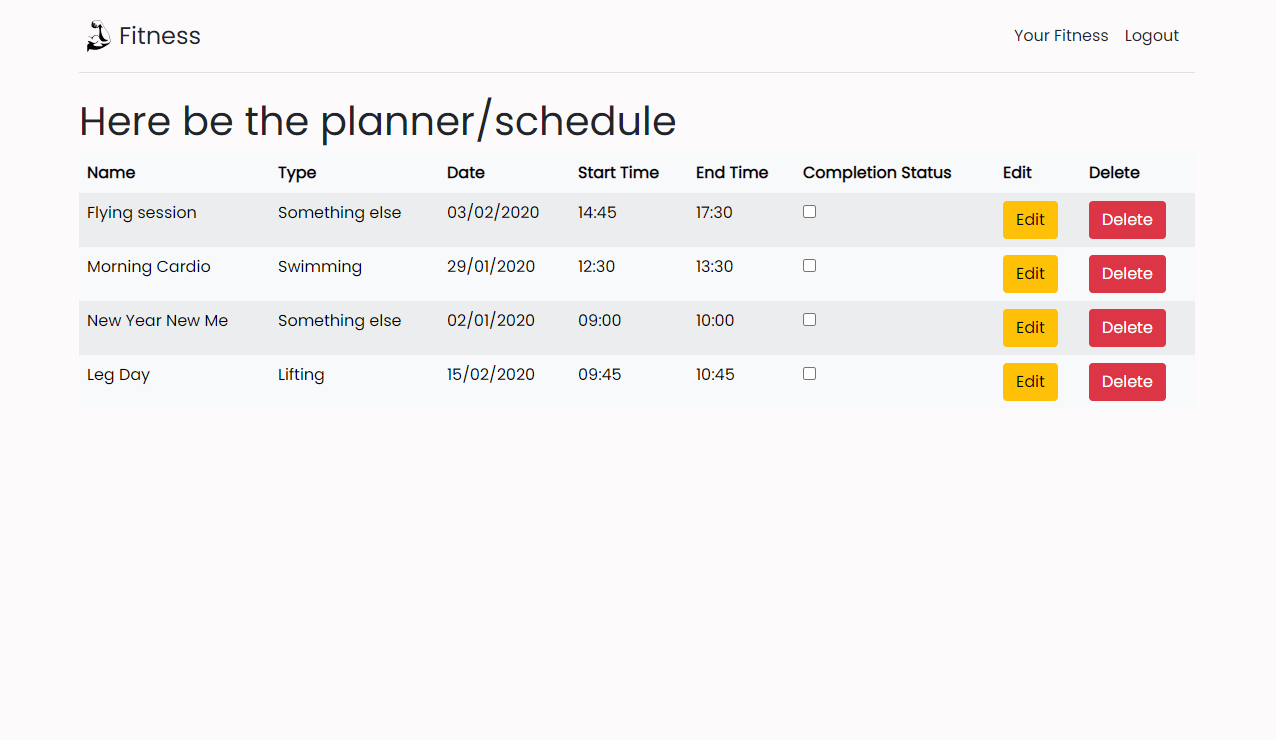 Fitness Your Fitness Logout
Here be the planner/schedule
Name Type Date Start Time End Time Completion Status Edit Delete
Flying session Something else 03/02/2020 14:45 17:30 Edit Delete
Morning Cardio Swimming 29/01/2020 12:30 13:30 Edit Delete
New Year New Me Something else 02/01/2020 09:00 10:00 Edit Delete
Leg Day Lifting 15/02/2020 09:45 10:45 Edit Delete